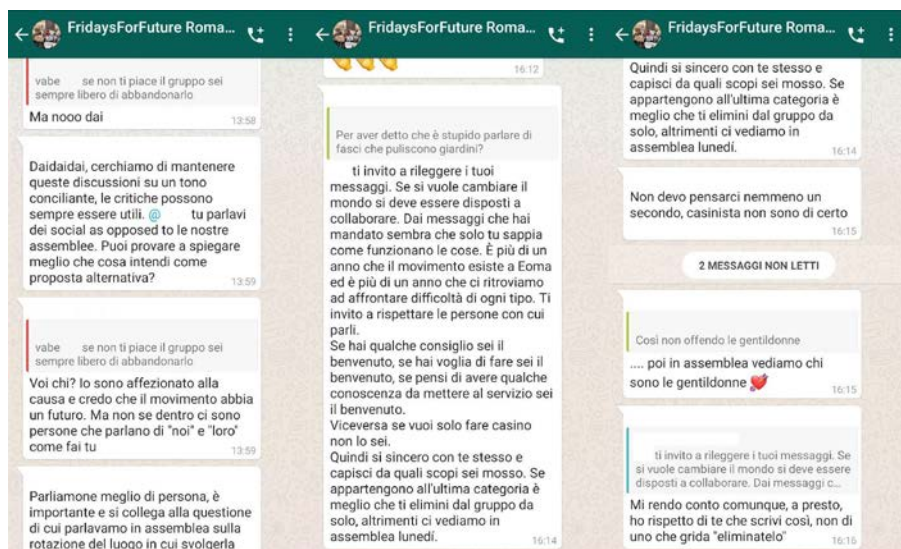 FridaysForFuture Roma...
vabe se non ti piace il gruppo sei
sempre libero di abbandonarlo
Ma nooo dai
13:58
Daidaidai, cerchiamo di mantenere
queste discussioni su un tono
conciliante, le critiche possono
sempre essere utili. @ tu parlavi
dei social as opposed to le nostre
assemblee. Puoi provare a spiegare
meglio che cosa intendi come
proposta alternativa?
13:59
vabe se non ti piace il gruppo sei
sempre libero di abbandonarlo
Voi chi? Io sono affezionato alla
causa e credo che il movimento abbia
un futuro. Ma non se dentro ci sono
persone che parlano di "noi" e "loro"
come fai tu
13:59
Parliamone meglio di persona, è
importante e si collega alla questione
di cui parlavamo in assemblea sulla
rotazione del luogo in cui svolgerla
FridaysForFuture Roma...
16:12
Per aver detto che è stupido parlare di
fasci che puliscono giardini?
ti invito a rileggere i tuoi
messaggi. Se si vuole cambiare il
mondo si deve essere disposti a
collaborare. Dai messaggi che hai
mandato sembra che solo tu sappia
come funzionano le cose. È più di un
anno che il movimento esiste a Eoma
ed è più di un anno che ci ritroviamo
ad affrontare difficoltà di ogni tipo. Ti
invito a rispettare le persone con cui
parli.
Se hai qualche consiglio sei il
benvenuto, se hai voglia di fare sei il
benvenuto, se pensi di avere qualche
conoscenza da mettere al servizio sei
il benvenuto.
Viceversa se vuoi solo fare casino
non lo sei.
Quindi si sincero con te stesso e
capisci da quali scopi sei mosso. Se
appartengono all'ultima categoria è
meglio che ti elimini dal gruppo da
solo, altrimenti ci vediamo in
assemblea lunedí.
16:14
FridaysForFuture Roma...
Quindi si sincero con te stesso e
capisci da quali scopi sei mosso. Se
appartengono all'ultima categoria è
meglio che ti elimini dal gruppo da
solo, altrimenti ci vediamo in
assemblea lunedí.
16:14
Non devo pensarci nemmeno un
secondo, casinista non sono di certo
16:15
2 MESSAGGI NON LETTI
Così non offendo le gentildonne
.... poi in assemblea vediamo chi
sono le gentildonne 💘
16:15
ti invito a rileggere i tuoi messaggi. Se
si vuole cambiare il mondo si deve essere
disposti a collaborare. Dai messaggi c...
Mi rendo conto comunque, a presto,
ho rispetto di te che scrivi così, non di
uno che grida "eliminatelo"
16:16